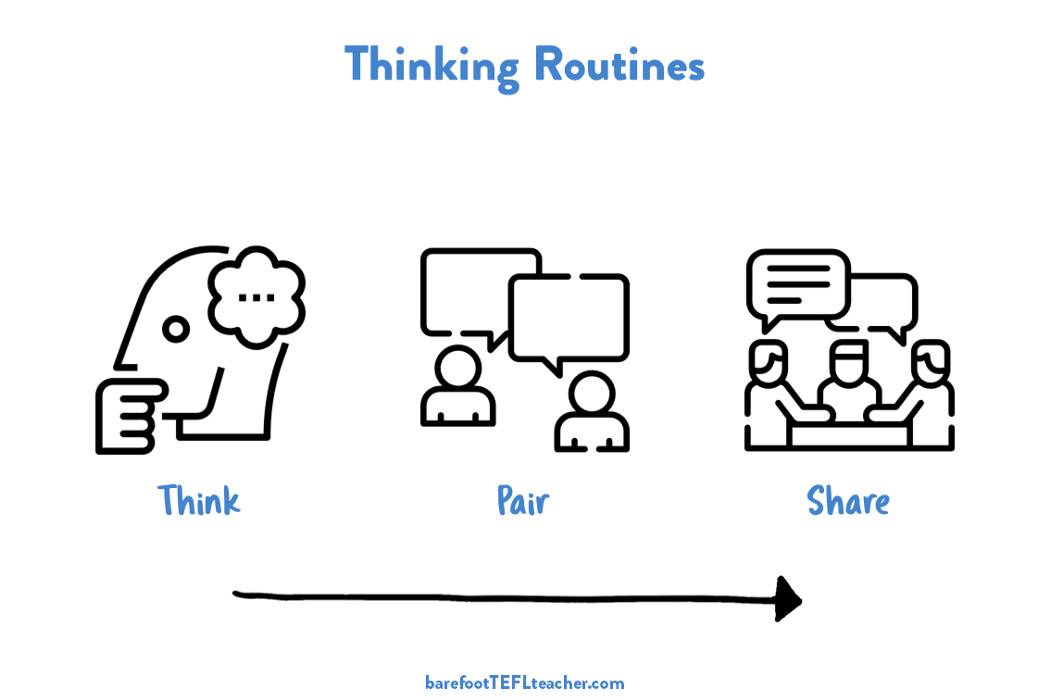 Thinking Routines
Think
Pair
Share
barefootTEFLteacher.com